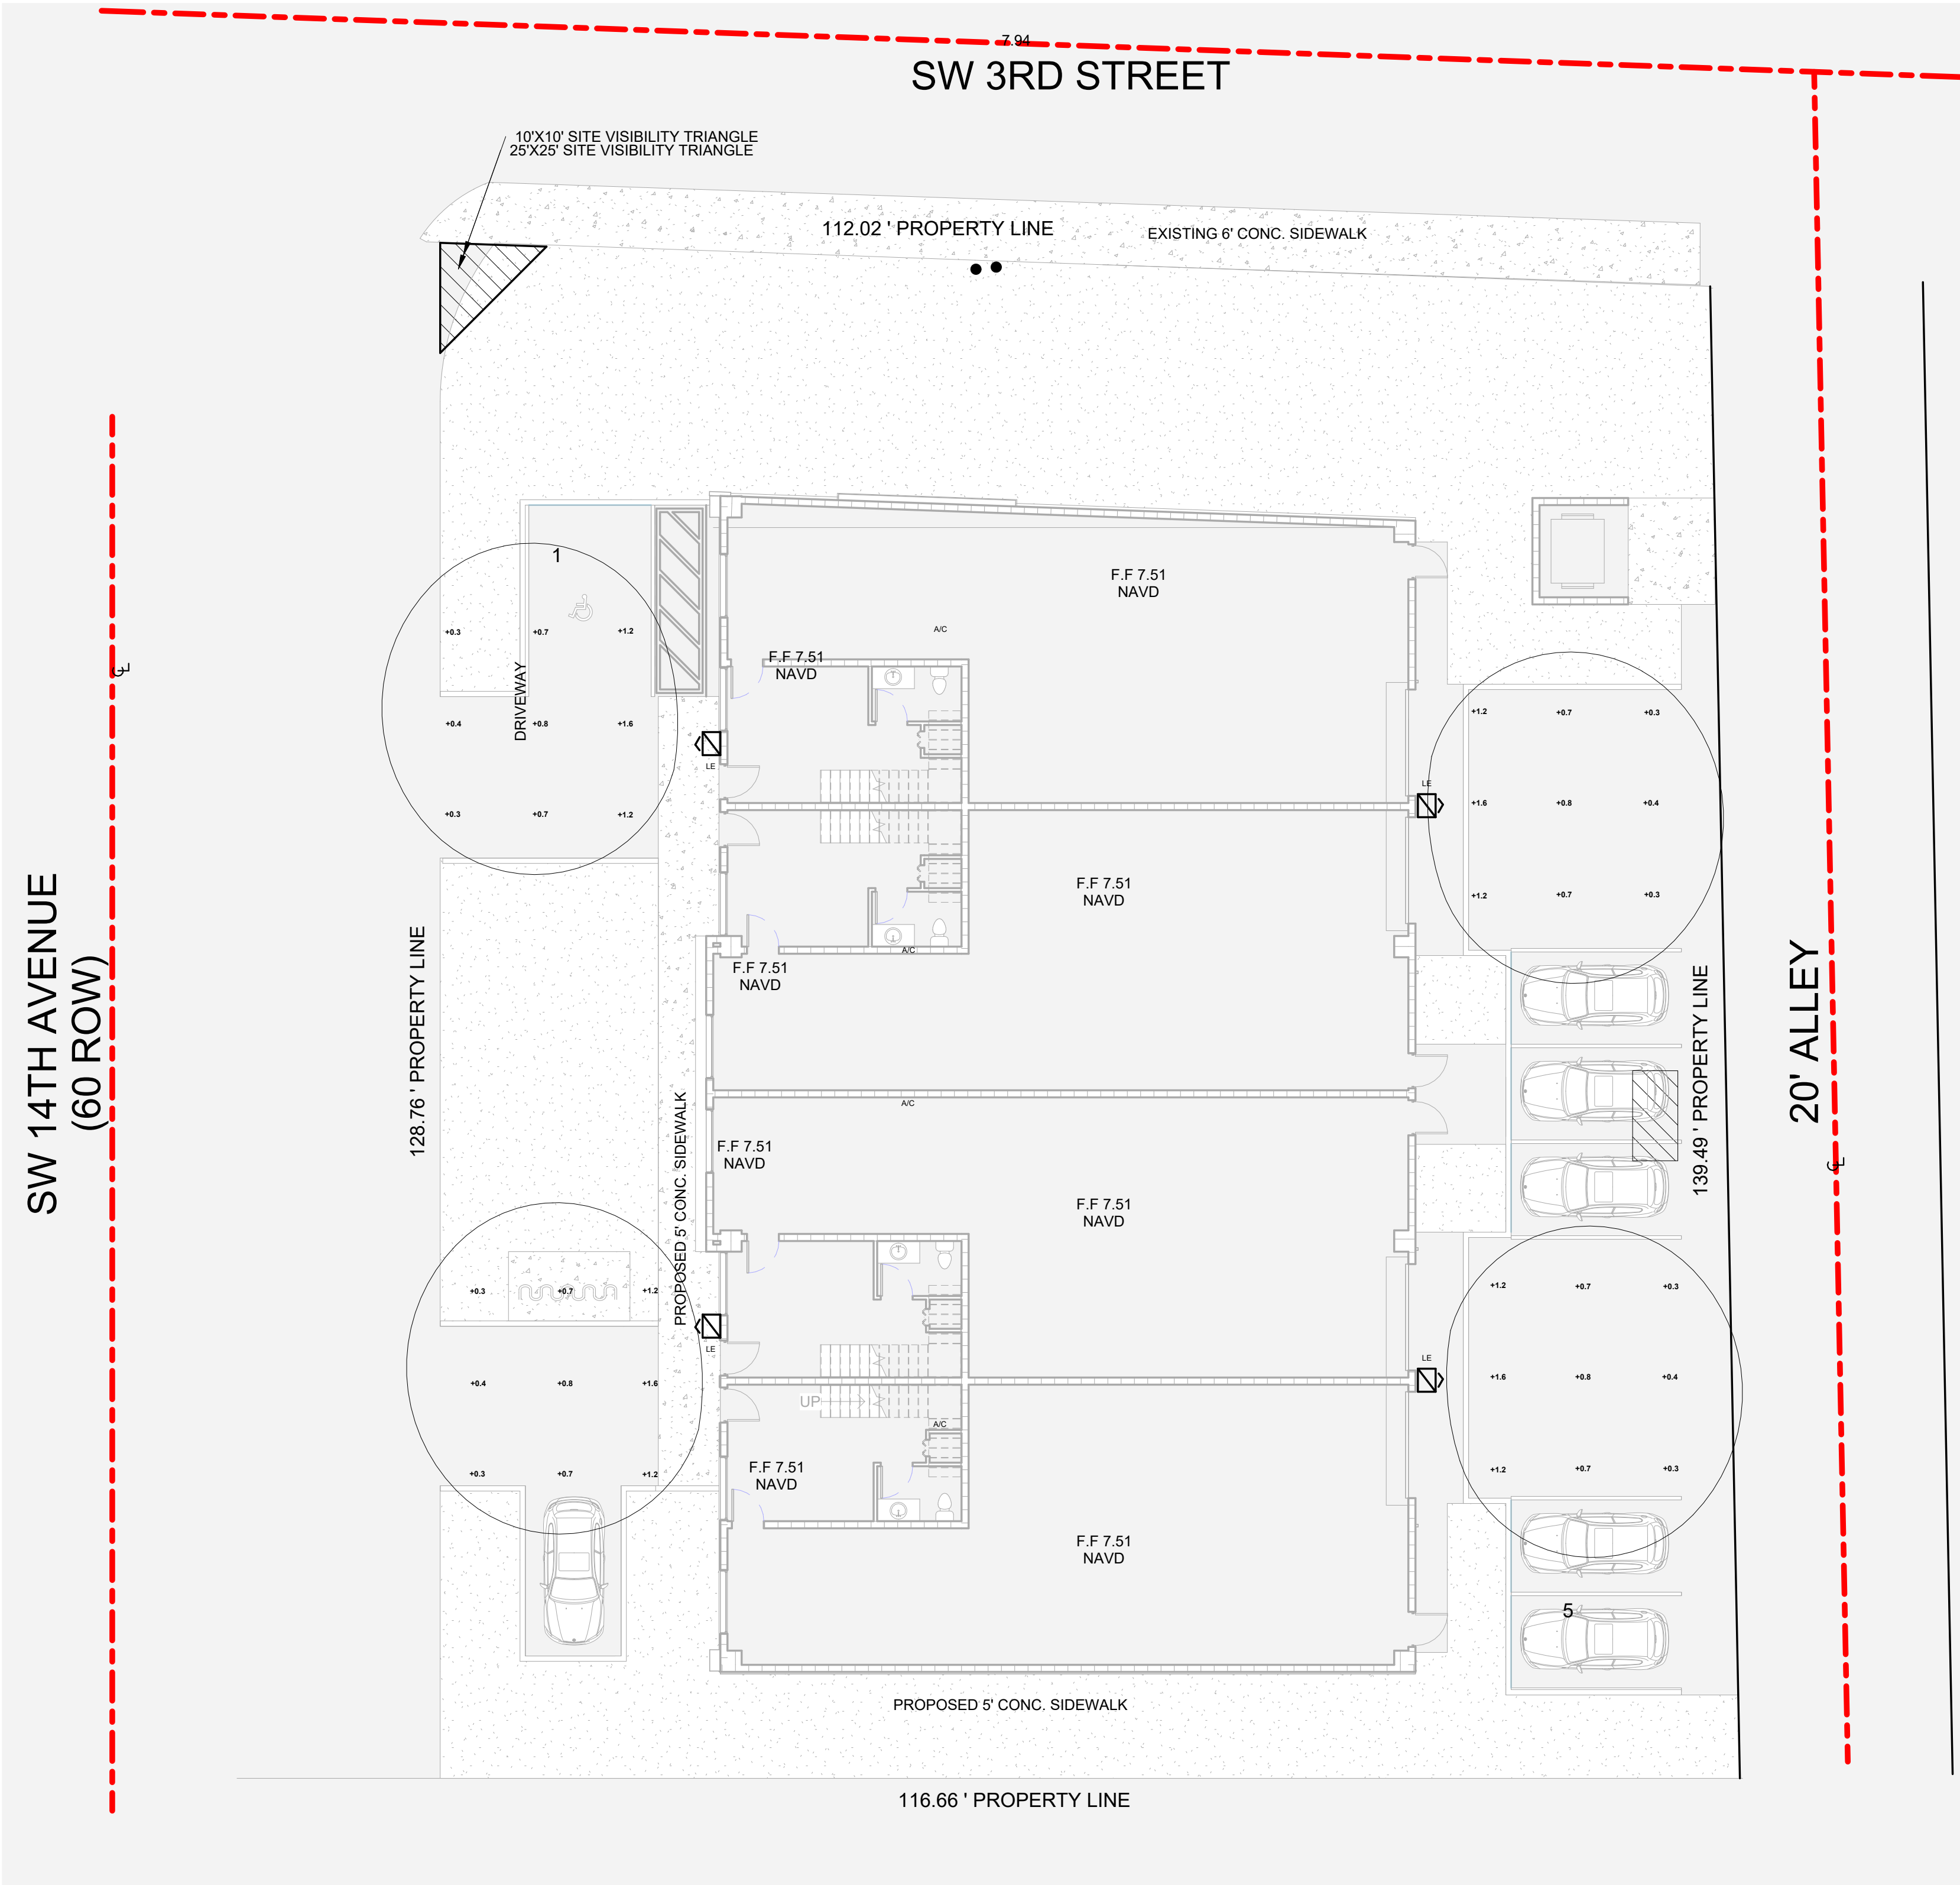 7.94
SW 3RD STREET
10'X10' SITE VISIBILITY TRIANGLE
25'X25' SITE VISIBILITY TRIANGLE
112.02 ' PROPERTY LINE
EXISTING 6' CONC. SIDEWALK
1
F.F 7.51
NAVD
A/C
+0.3
+0.7
+1.2
F.F 7.51
NAVD
DRIVEWAY
℄
+0.4
+0.8
+1.6
LE
+0.3
+0.7
+1.2
+1.2
+0.7
+0.3
LE
+1.6
+0.8
+0.4
+1.2
+0.7
+0.3
F.F 7.51
NAVD
A/C
F.F 7.51
NAVD
SW 14TH AVENUE
(60 ROW)
128.76 ' PROPERTY LINE
PROPOSED 5' CONC. SIDEWALK
A/C
F.F 7.51
NAVD
F.F 7.51
NAVD
139.49 ' PROPERTY LINE
20' ALLEY
℄
+0.3
+0.7
+1.2
LE
+0.4
+0.8
+1.6
+0.3
+0.7
+1.2
UP
A/C
F.F 7.51
NAVD
LE
+1.2
+0.7
+0.3
+1.6
+0.8
+0.4
+1.2
+0.7
+0.3
F.F 7.51
NAVD
5
PROPOSED 5' CONC. SIDEWALK
116.66 ' PROPERTY LINE